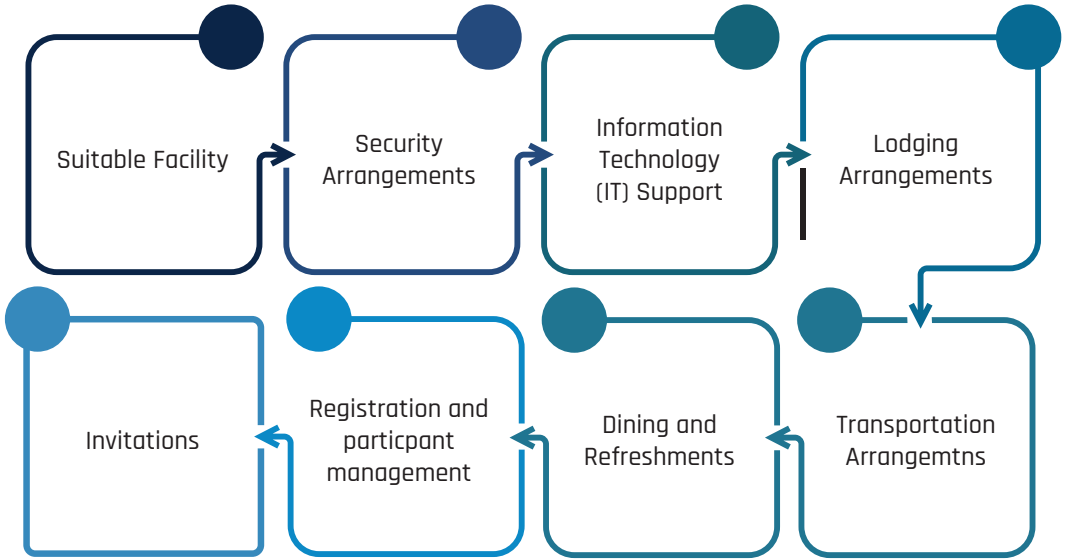 Suitable Facility
Security
Arrangements
Information
Technology
(IT) Support
Lodging
Arrangements
Transportation
Arrangemtns
Dining and
Refreshments
Registration and
particpant
management
Invitations